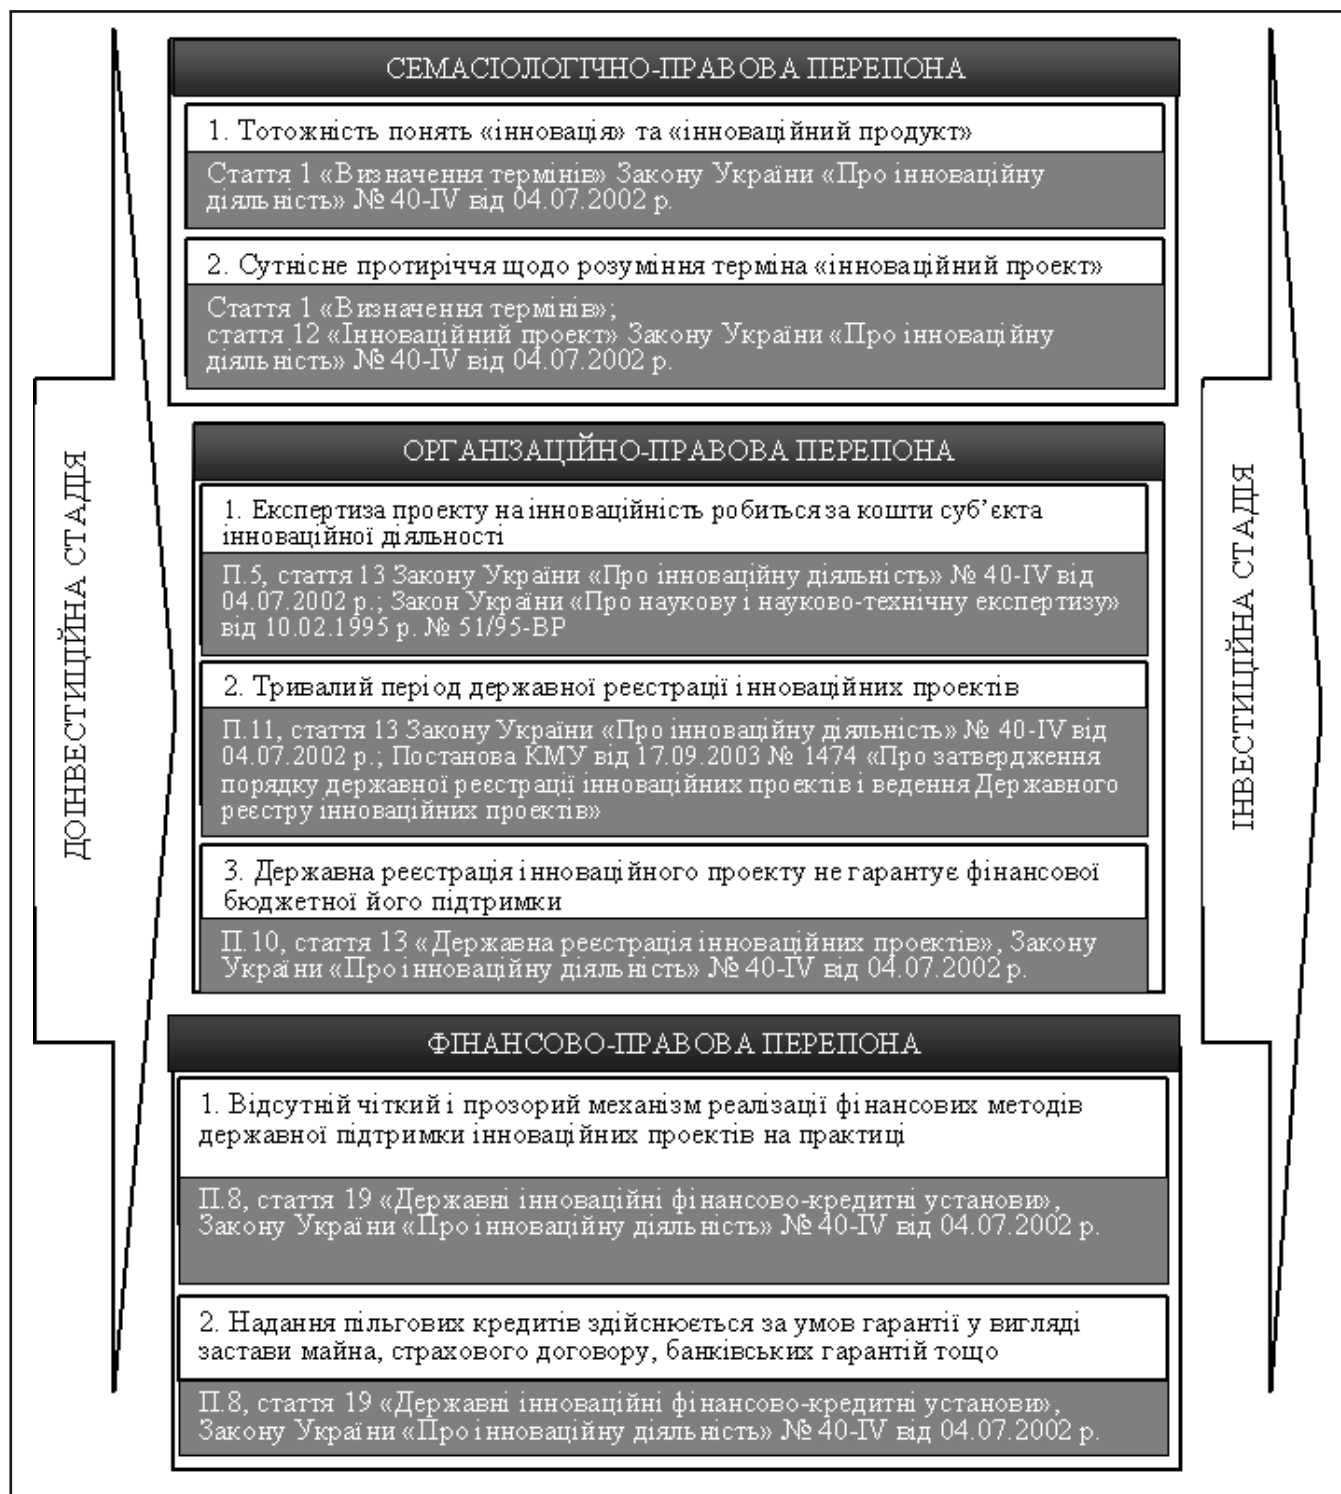 ДОІНВЕСТИЦІЙНА СТАДІЯ
СЕМАСІОЛОГІЧНО-ПРАВОВА ПЕРЕПОНА
1. Тотожність понять «інновація» та «інноваційний продукт»
Стаття 1 «Визначення термінів» Закону України «Про інноваційну
діяльність» № 40-IV від 04.07.2002 р.
2. Сутнісне протиріччя щодо розуміння терміна «інноваційний проект»
Стаття 1 «Визначення термінів»;
стаття 12 «Інноваційний проект» Закону України «Про інноваційну
діяльність» № 40-IV від 04.07.2002 р.
ОРГАНІЗАЦІЙНО-ПРАВОВА ПЕРЕПОНА
1. Експертиза проекту на інноваційність робиться за кошти суб’єкта
інноваційної діяльності
П.5, стаття 13 Закону України «Про інноваційну діяльність» № 40-IV від
04.07.2002 р.; Закон України «Про наукову і науково-технічну експертизу»
від 10.02.1995 р. № 51/95-ВР
2. Тривалий період державної реєстрації інноваційних проектів
П.11, стаття 13 Закону України «Про інноваційну діяльність» № 40-IV від
04.07.2002 р.; Постанова КМУ від 17.09.2003 № 1474 «Про затвердження
порядку державної реєстрації інноваційних проектів і ведення Державного
реєстру інноваційних проектів»
3. Державна реєстрація інноваційного проекту не гарантує фінансової
бюджетної його підтримки
П.10, стаття 13 «Державна реєстрація інноваційних проектів», Закону
України «Про інноваційну діяльність» № 40-IV від 04.07.2002 р.
ФІНАНСОВО-ПРАВОВА ПЕРЕПОНА
1. Відсутній чіткий і прозорий механізм реалізації фінансових методів
державної підтримки інноваційних проектів на практиці
П.8, стаття 19 «Державні інноваційні фінансово-кредитні установи»,
Закону України «Про інноваційну діяльність» № 40-IV від 04.07.2002 р.
2. Надання пільгових кредитів здійснюється за умов гарантії у вигляді
застави майна, страхового договору, банківських гарантій тощо
П.8, стаття 19 «Державні інноваційні фінансово-кредитні установи»,
Закону України «Про інноваційну діяльність» № 40-IV від 04.07.2002 р.
ІНВЕСТИЦІЙНА СТАДІЯ